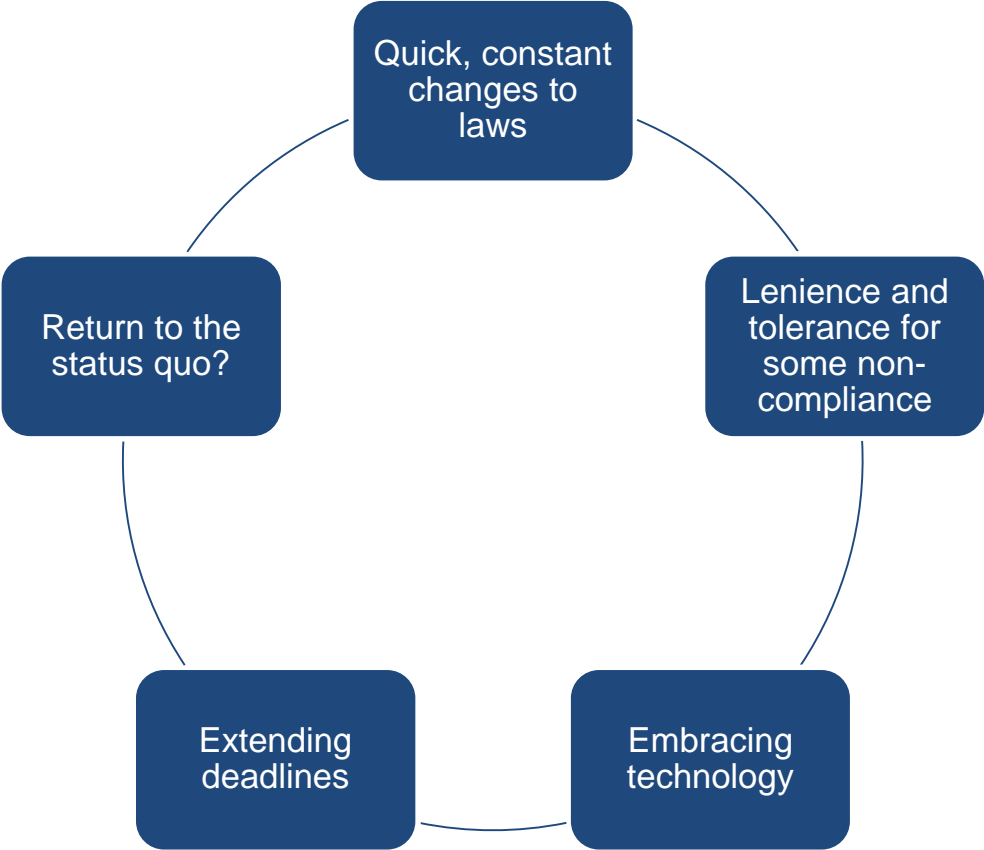 Quick, constant
changes to
laws
Lenience and
tolerance for
some non-
compliance
Embracing
technology
Extending
deadlines
Return to the
status quo?